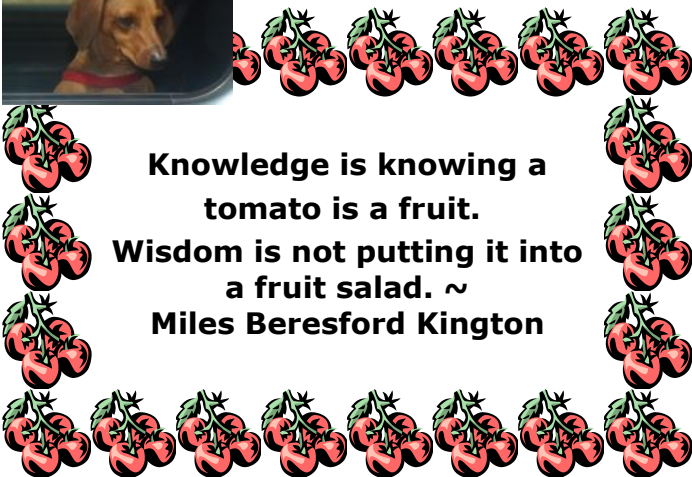 Knowledge is knowing a
tomato is a fruit.
Wisdom is not putting it into
a fruit salad. ~
Miles Beresford Kington